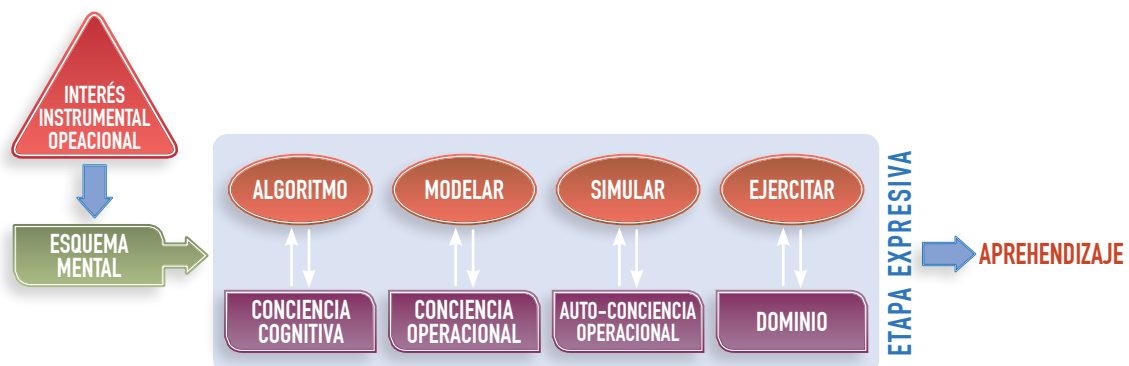 INTERÉS
INSTRUMENTAL
OPEACIONAL
ESQUEMA
MENTAL
ALGORITMO
MODELAR
SIMULAR
EJERCITAR
CONCIENCIA
COGNITIVA
CONCIENCIA
OPERACIONAL
AUTO-CONCIENCIA
OPERACIONAL
DOMINIO
ETAPA EXPRESIVA
APREHENDIZAJE